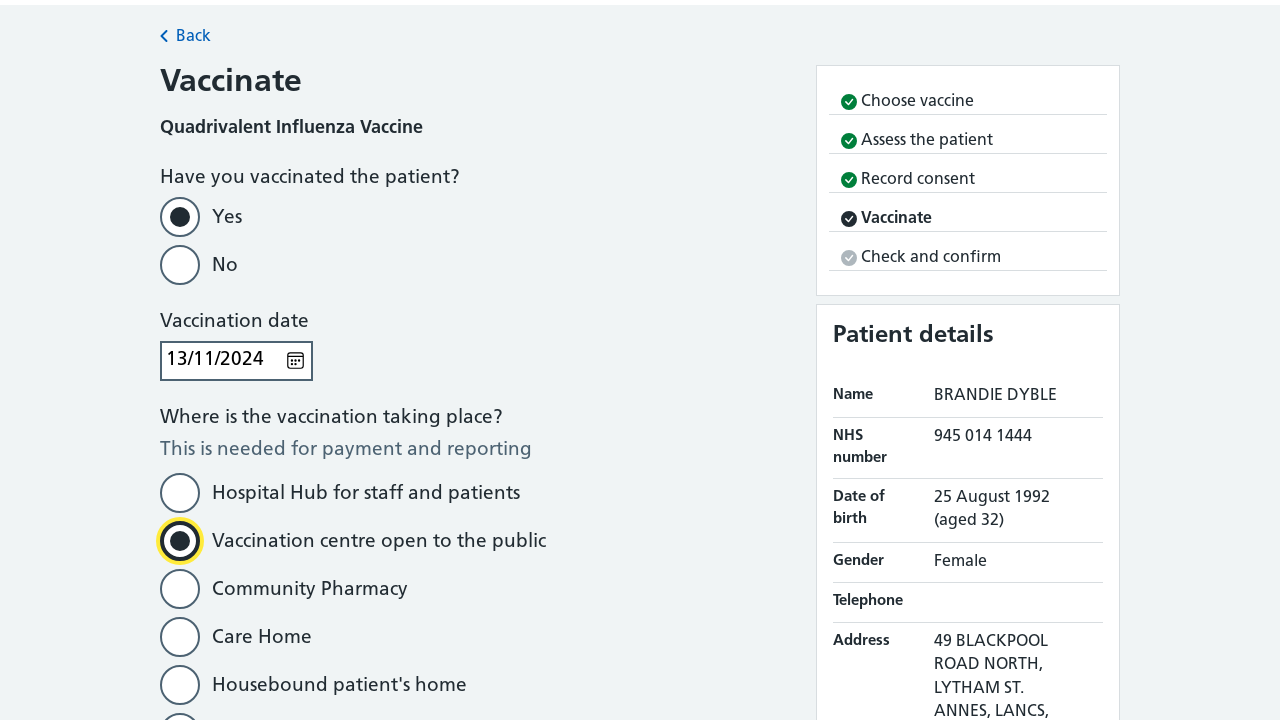 Back
Vaccinate
Quadrivalent Influenza Vaccine
Have you vaccinated the patient?
Yes
No
Vaccination date
13/11/2024
Where is the vaccination taking place?
This is needed for payment and reporting
Hospital Hub for staff and patients
Vaccination centre open to the public
Community Pharmacy
Care Home
Housebound patient's home
Choose vaccine
Assess the patient
Record consent
Vaccinate
Check and confirm
Patient details
Name BRANDIE DYBLE
NHS number 945 014 1444
Date of birth 25 August 1992
(aged 32)
Gender Female
Telephone
Address 49 BLACKPOOL
ROAD NORTH,
LYTHAM ST.
ANNES, LANCS,